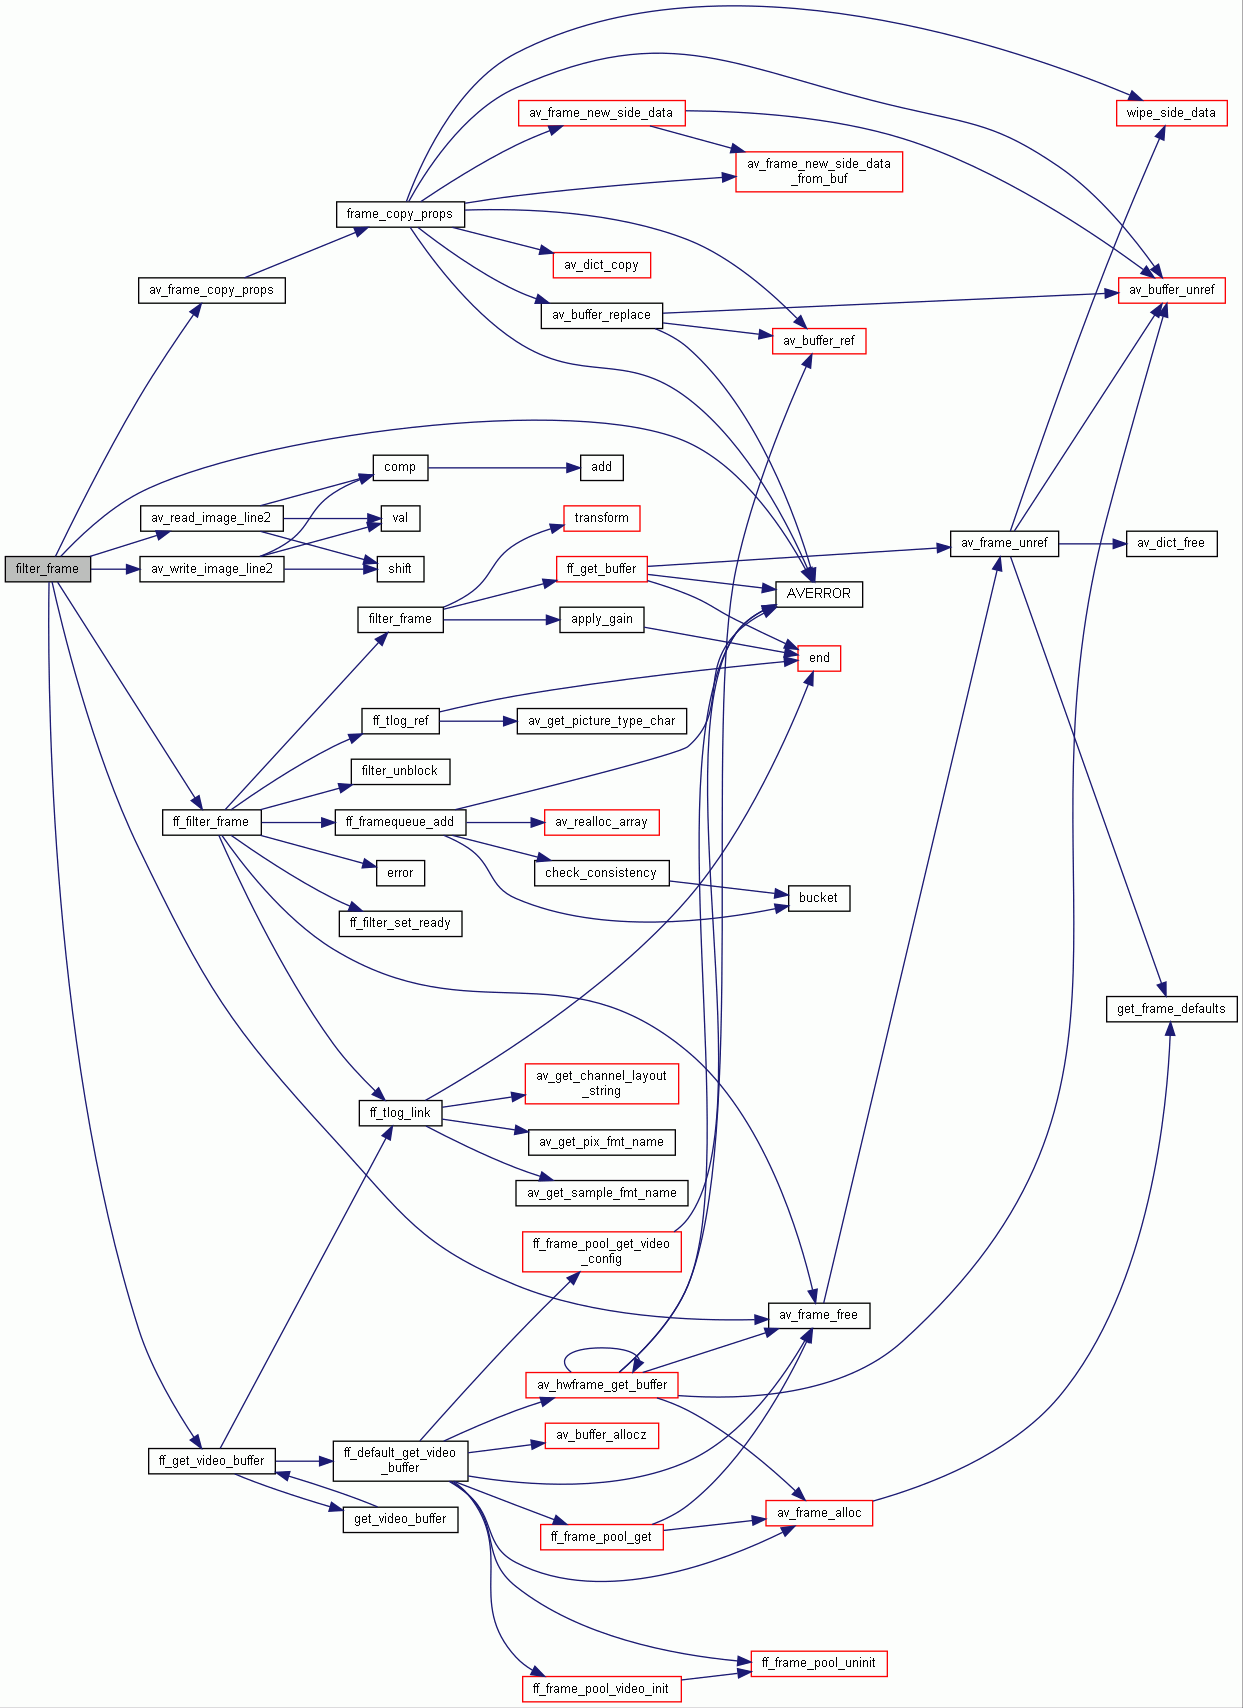 wipe_side_data
av_frame_new_side_data
av_frame_new_side_data
_from_buf
frame_copy_props
av_dict_copy
av_frame_copy_props
av_buffer_unref
av_buffer_replace
av_buffer_ref
comp
add
av_read_image_line2
val
transform
av_frame_unref
av_dict_free
filter_frame
av_write_image_line2
shift
ff_get_buffer
AVERROR
filter_frame
apply_gain
end
ff_tlog_ref
av_get_picture_type_char
filter_unblock
ff_filter_frame
ff_framequeue_add
av_realloc_array
error
check_consistency
bucket
ff_filter_set_ready
get_frame_defaults
av_get_channel_layout
_string
ff_tlog_link
av_get_pix_fmt_name
av_get_sample_fmt_name
ff_frame_pool_get_video
_config
av_frame_free
av_hwframe_get_buffer
av_buffer_allocz
ff_get_video_buffer
ff_default_get_video
_buffer
get_video_buffer
av_frame_alloc
ff_frame_pool_get
ff_frame_pool_uninit
ff_frame_pool_video_init